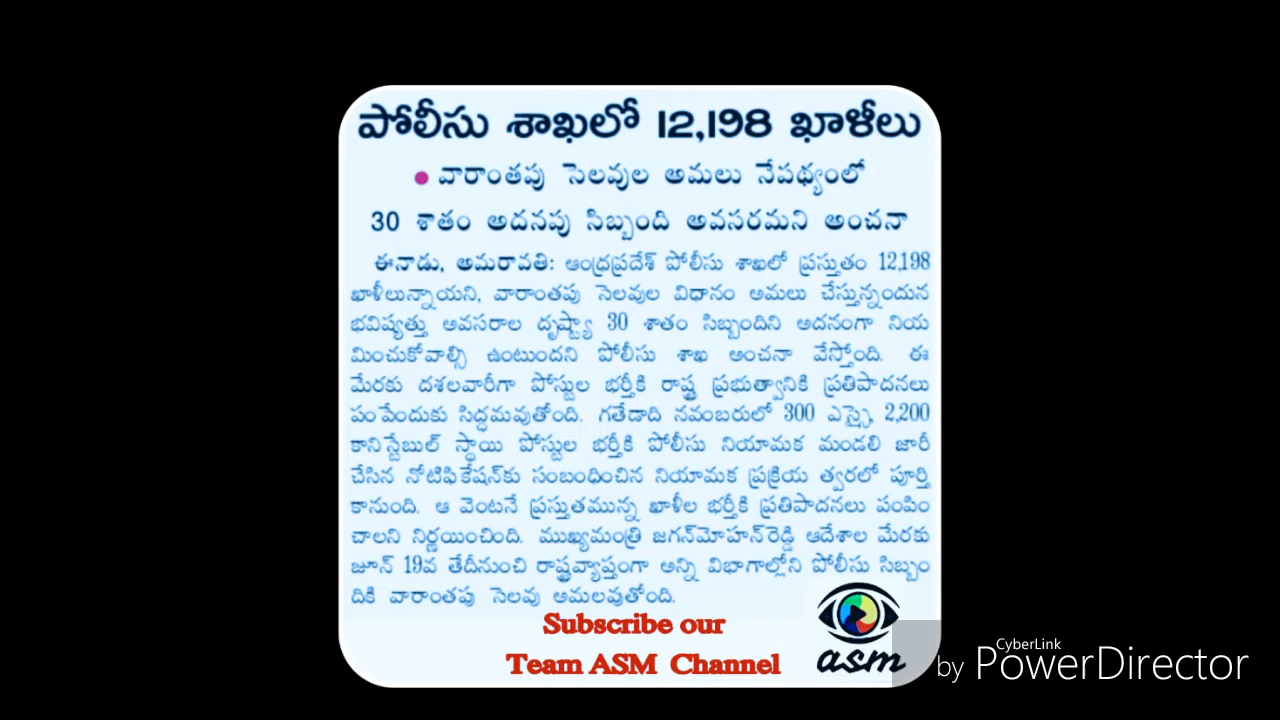 పోలీసు శాఖలో 12,198 ఖాళీలు
● వారాంతపు సెలవుల అమలు నేపథ్యంలో
30 శాతం అదనపు సిబ్బంది అవసరమని అంచనా
ఈనాడు, అమరావతి: ఆంధ్రప్రదేశ్ పోలీసు శాఖలో ప్రస్తుతం 12,198
ఖాళీలున్నాయని, వారాంతపు సెలవుల విధానం అమలు చేస్తున్నందున
భవిష్యత్తు అవసరాల దృష్ట్యా 30 శాతం సిబ్బందిని అదనంగా నియ
మించుకోవాల్సి ఉంటుందని పోలీసు శాఖ అంచనా వేస్తోంది. ఈ
మేరకు దశలవారీగా పోస్టుల భర్తీకి రాష్ట్ర ప్రభుత్వానికి ప్రతిపాదనలు
పంపేందుకు సిద్ధమవుతోంది. గతేడాది నవంబరులో 300 ఎస్సై, 2,200
కానిస్టేబుల్ స్థాయి పోస్టుల భర్తీకి పోలీసు నియామక మండలి జారీ
చేసిన నోటిఫికేషన్‌కు సంబంధించిన నియామక ప్రక్రియ త్వరలో పూర్తి
కానుంది. ఆ వెంటనే ప్రస్తుతమున్న ఖాళీల భర్తీకి ప్రతిపాదనలు పంపిం
చాలని నిర్ణయించింది. ముఖ్యమంత్రి జగన్‌మోహన్‌రెడ్డి ఆదేశాల మేరకు
జూన్ 19వ తేదీనుంచి రాష్ట్రవ్యాప్తంగా అన్ని విభాగాల్లోని పోలీసు సిబ్బం
దికి వారాంతపు సెలవు అమలవుతోంది.
Subscribe our
Team ASM Channel
asm
CyberLink
by PowerDirector